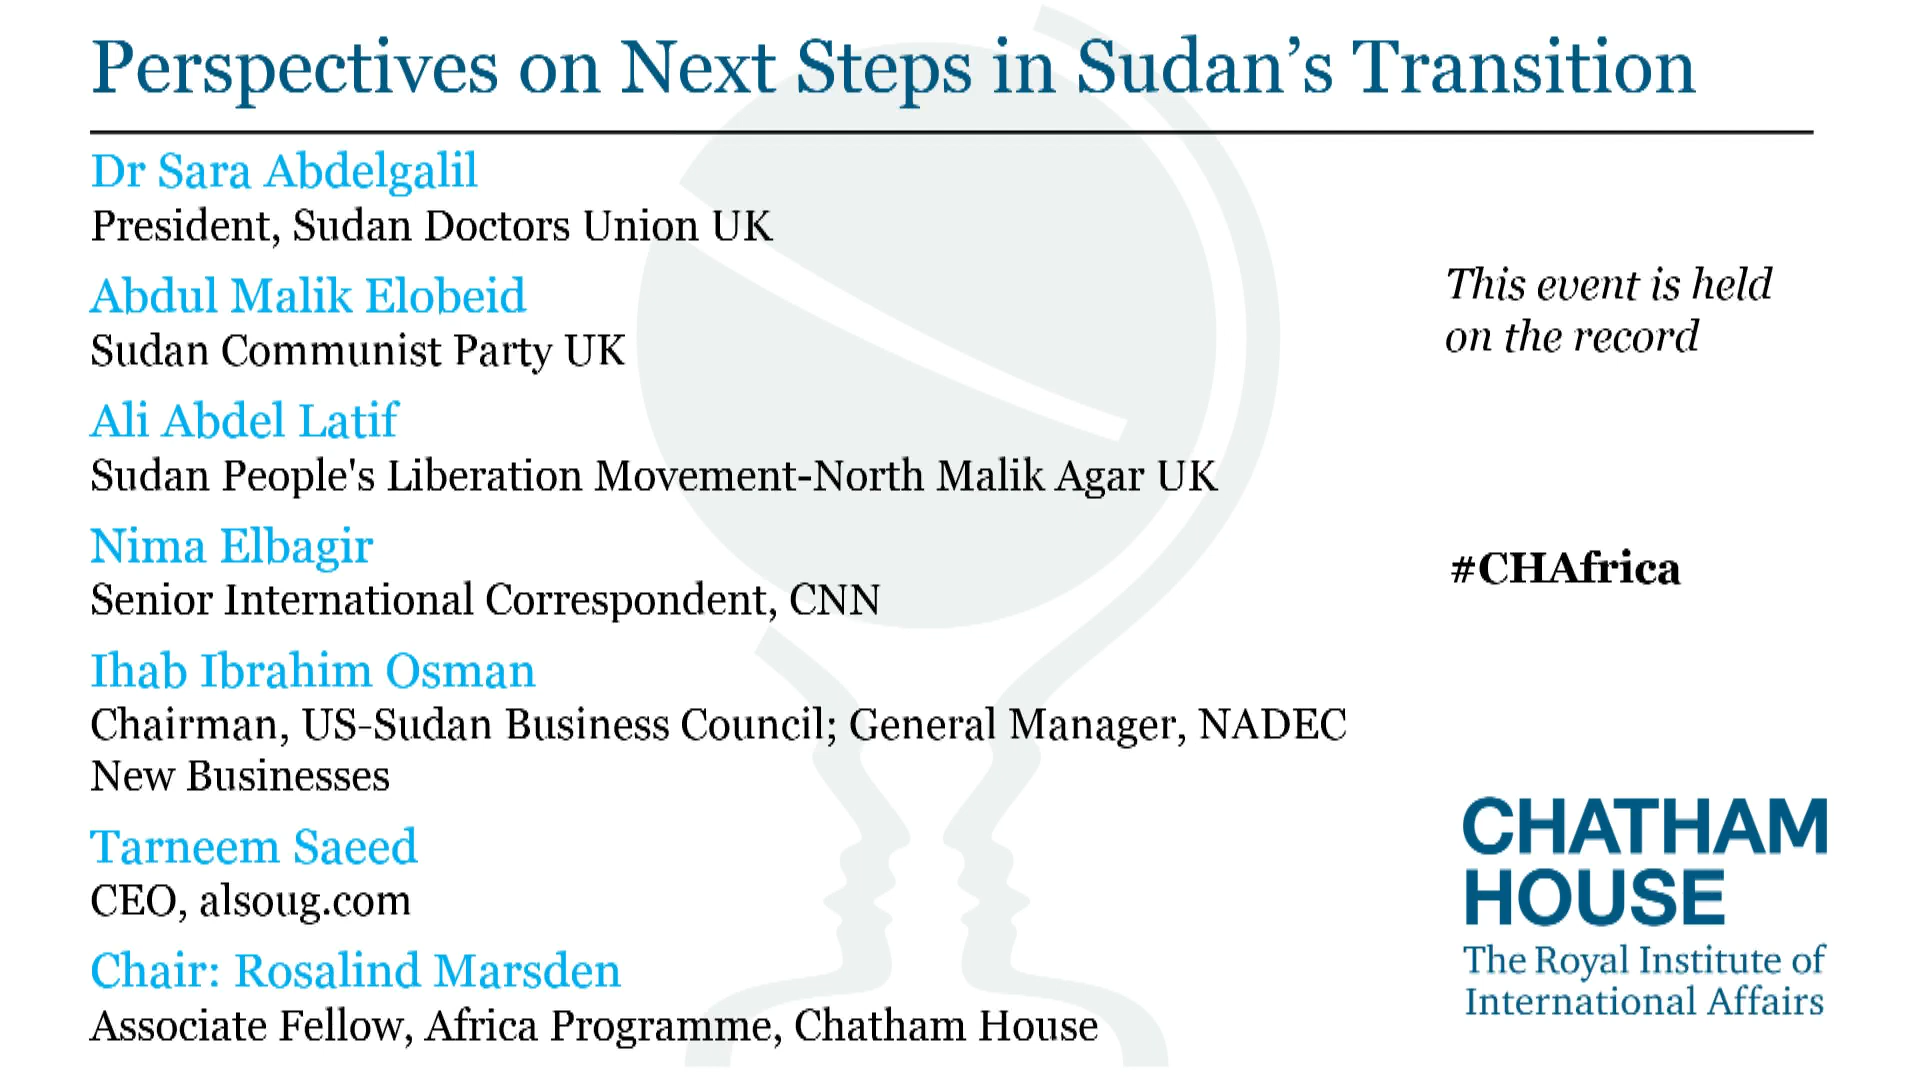 Perspectives on Next Steps in Sudan’s Transition
Dr Sara Abdelgalil
President, Sudan Doctors Union UK
Abdul Malik Elobeid
Sudan Communist Party UK
Ali Abdel Latif
Sudan People's Liberation Movement-North Malik Agar UK
Nima Elbagir
Senior International Correspondent, CNN
Ihab Ibrahim Osman
Chairman, US-Sudan Business Council; General Manager, NADEC
New Businesses
Tarneem Saeed
CEO, alsoug.com
Chair: Rosalind Marsden
Associate Fellow, Africa Programme, Chatham House
This event is held
on the record
#CHAfrica
CHATHAM
HOUSE
The Royal Institute of
International Affairs